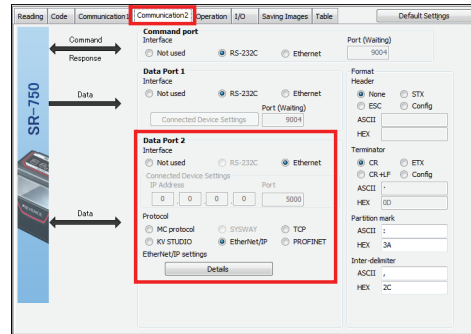 Reading Code Communication1 Communication2 Operation I/O Saving Images Table Default Settings
SR-750
Command
Response
Data
Data
Command port
Interface
Not used RS-232C Ethernet
Port (Waiting)
9004
Data Port 1
Interface
Not used RS-232C Ethernet
Port (Waiting)
Connected Device Settings 9004
Data Port 2
Interface
Not used RS-232C Ethernet
Connected Device Settings
IP Address Port
0 . 0 . 0 . 0 5000
Protocol
MC protocol SYSWAY TCP
KV STUDIO EtherNet/IP PROFINET
EtherNet/IP settings
Details
Format
Header
None STX
ESC Config
ASCII
HEX
Terminator
CR ETX
CR+LF Config
ASCII ·
HEX 0D
Partition mark
ASCII :
HEX 3A
Inter-delimiter
ASCII ,
HEX 2C